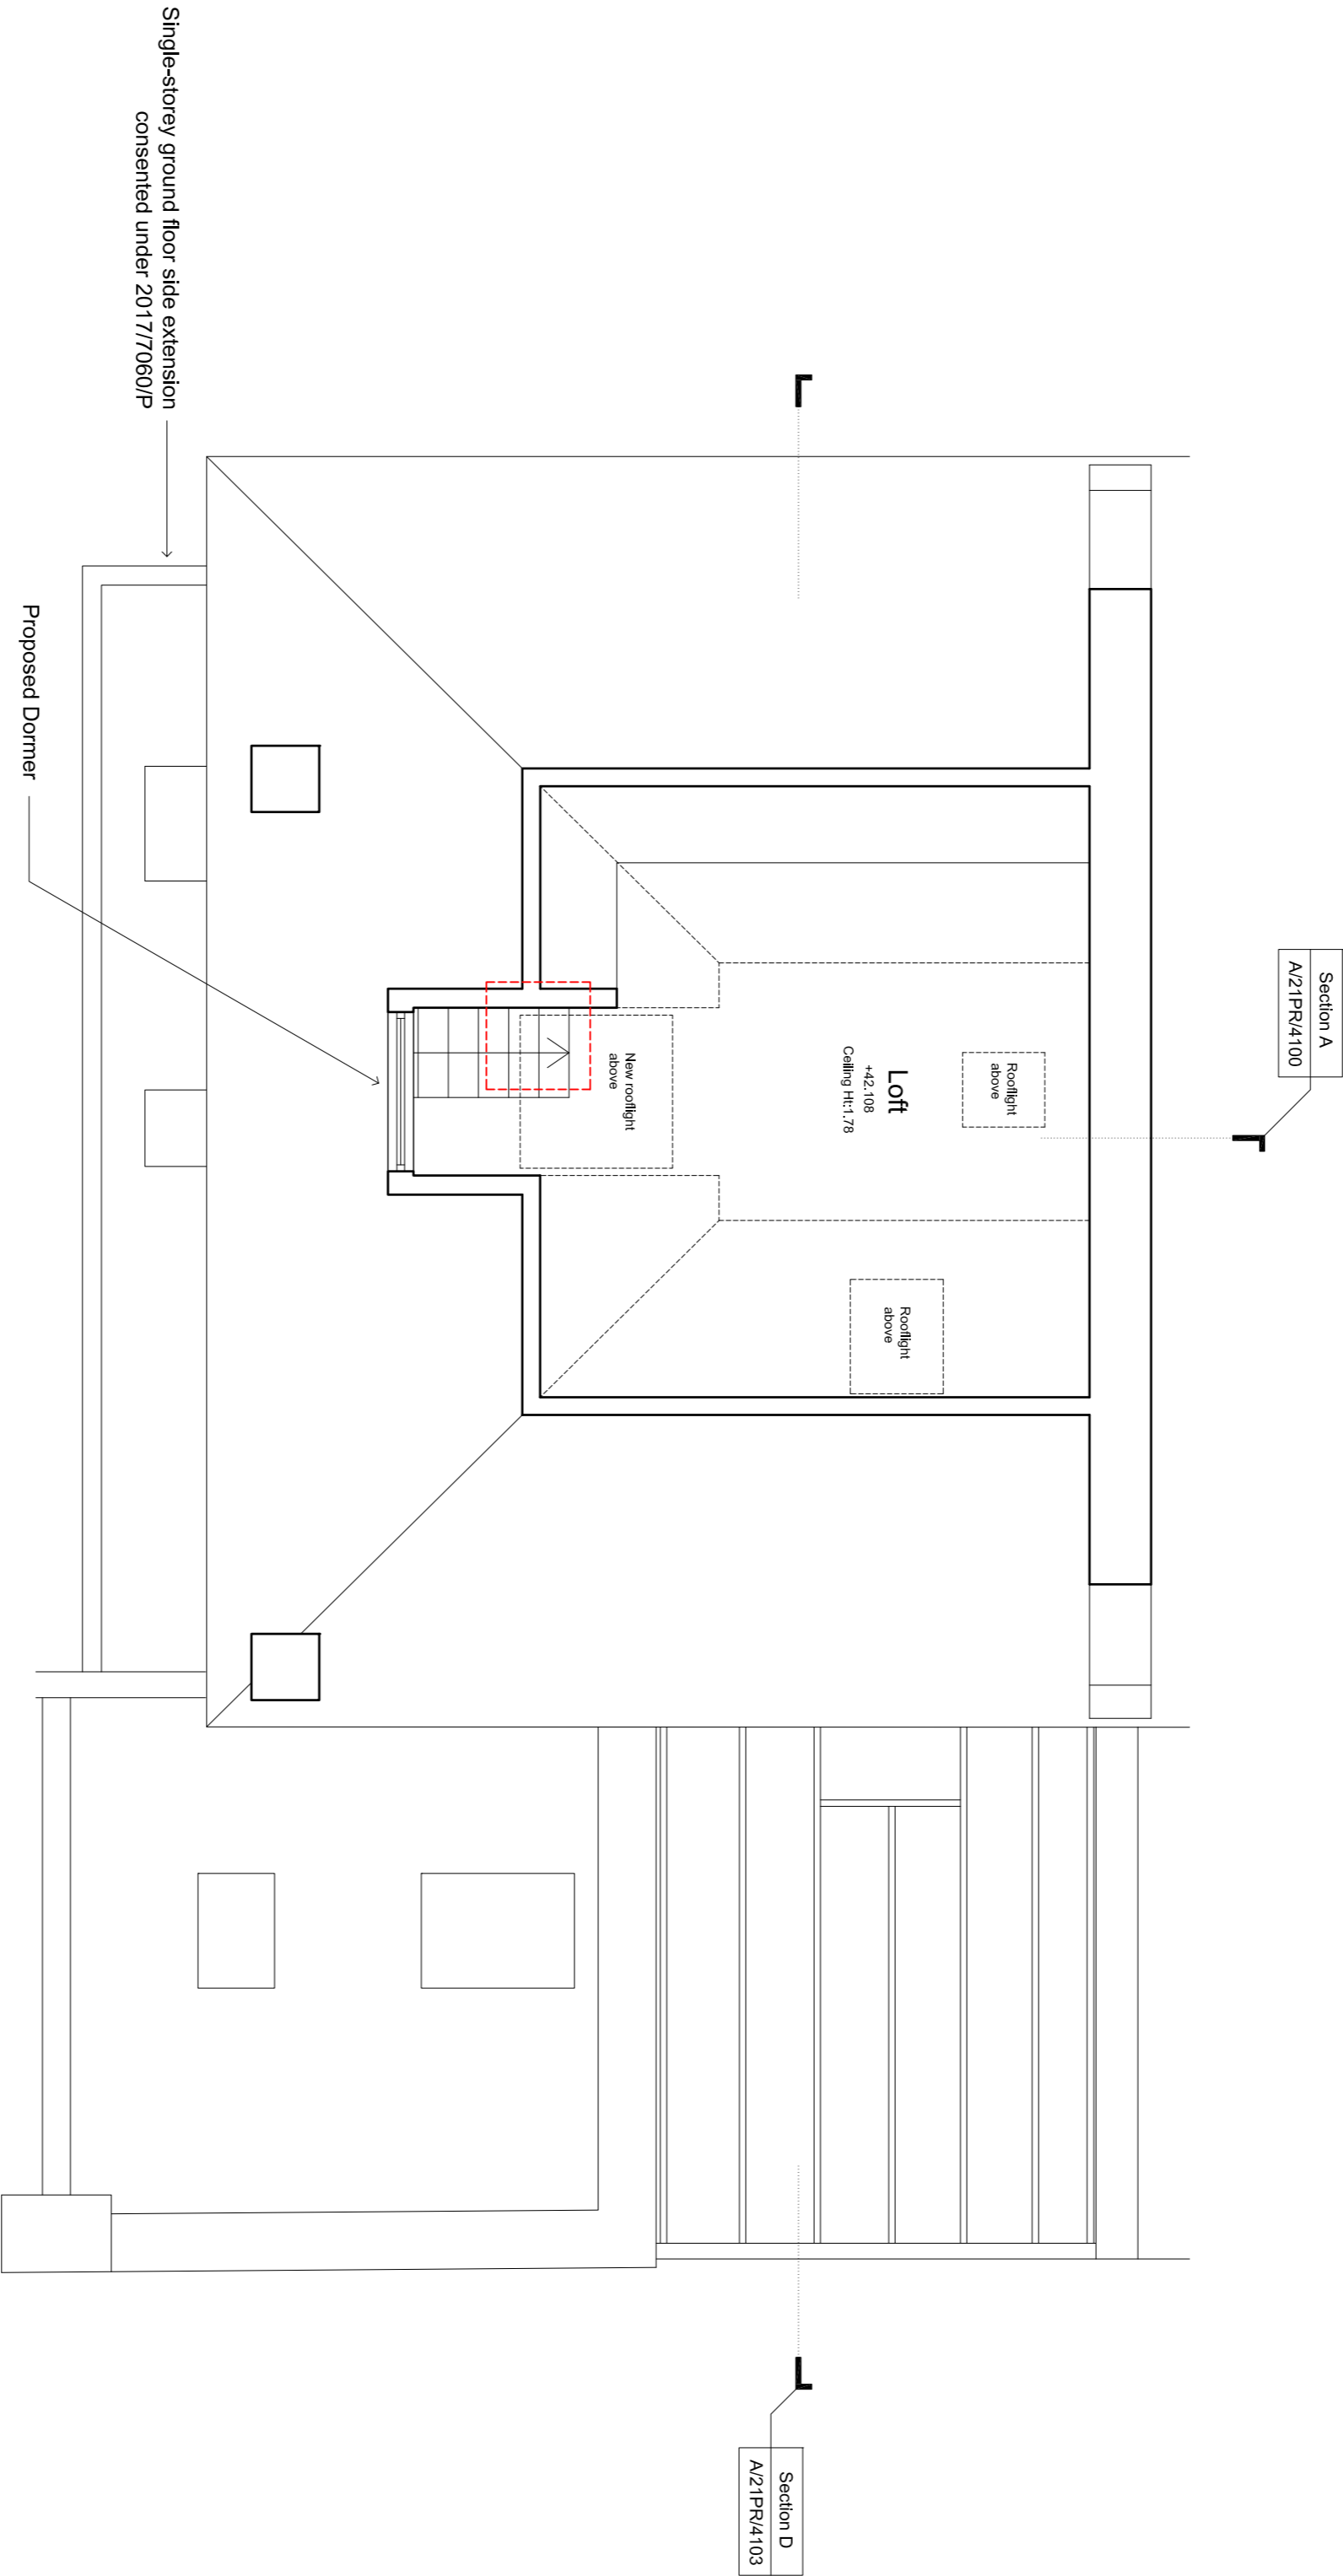 Section A
A/21PR/4100
Rooflight
above
Loft
+42.108
Ceilling Ht:1.78
Rooflight
above
New rooflight
above
Section D
A/21PR/4103
Single-storey ground floor side extension
consented under 2017/7060/P
Proposed Dormer